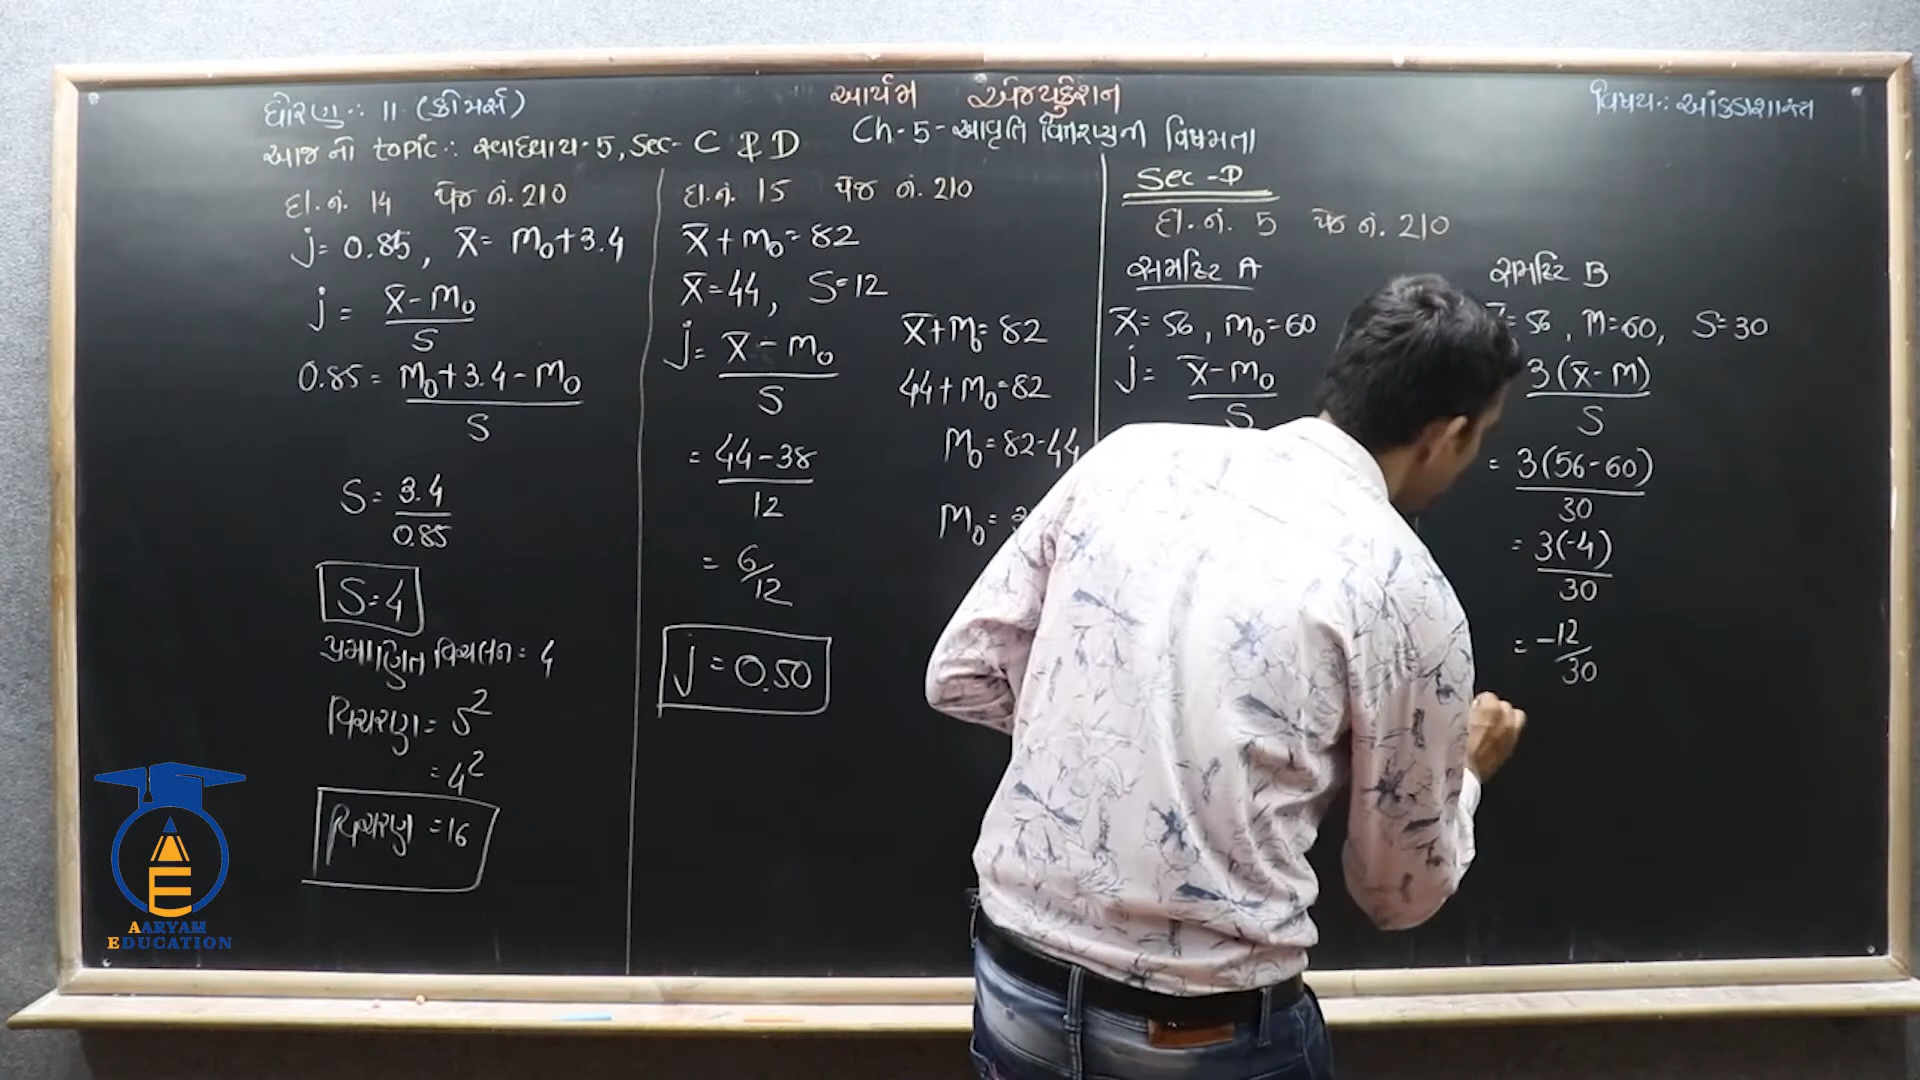 આર્યમ એજ્યુકેશન
ધોરણ :- 11 (કોમર્સ)
વિષય :- આંકડાશાસ્ત્ર
Ch-5 - આવૃતિ વિતરણની વિષમતા
આજ નો topic :- સ્વાધ્યાય-5, Sec- C & D
દા.નં. 14 પેજ નં. 210
j = 0.85, x̄ = M₀+3.4
j = x̄ - M₀ / S
0.85 = M₀+3.4-M₀ / S
S = 3.4 / 0.85
S = 4
પ્રમાણિત વિચલન = 4
વિચરણ = S²
= 4²
વિચરણ = 16
દા.નં. 15 પેજ નં. 210
x̄ + M₀ = 82
x̄ = 44, S = 12
j = x̄ - M₀ / S
= 44 - 38 / 12
= 6/12
j = 0.50
x̄ + M₀ = 82
44 + M₀ = 82
M₀ = 82-44
M₀ =
Sec -D
દા.નં. 5 પેજ નં. 210
સમષ્ટિ A
x̄ = 56, M₀ = 60
j = x̄ - M₀ / S
સમષ્ટિ B
= 56, M = 60, S = 30
3(x̄ - M) / S
= 3(56-60) / 30
= 3(-4) / 30
= -12/30
AARYAM
EDUCATION